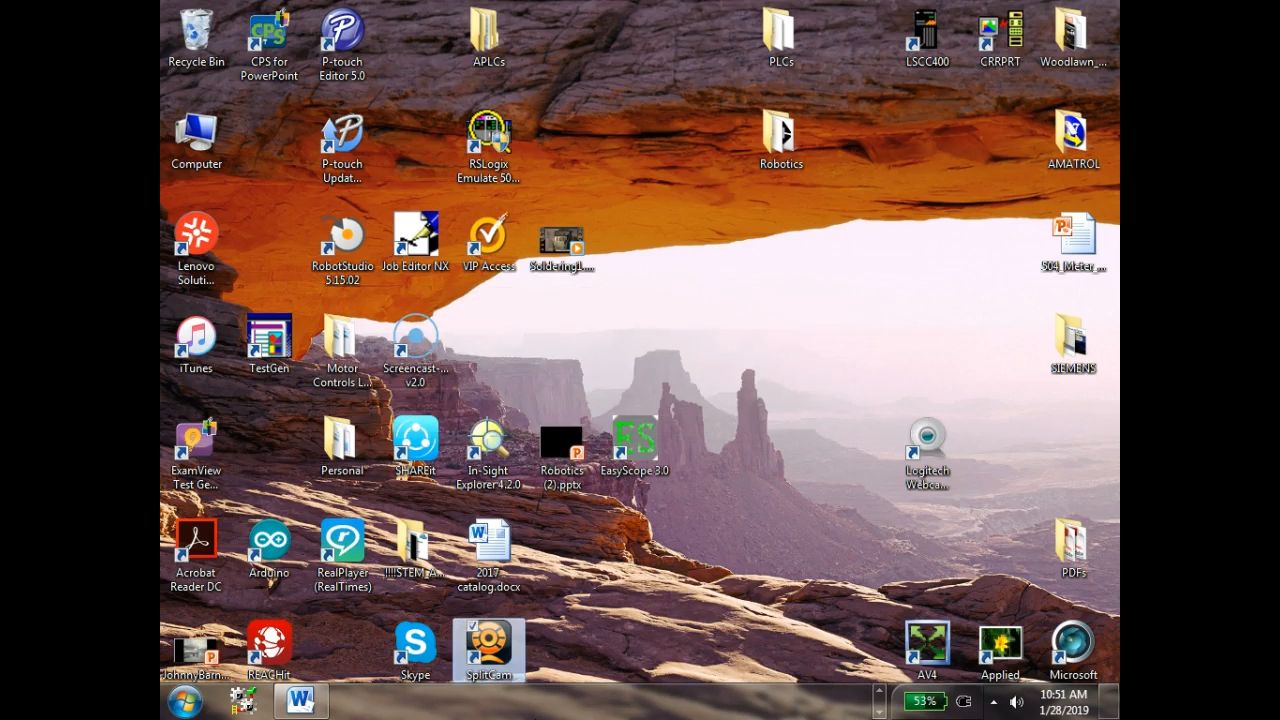 Recycle Bin
CPS for
PowerPoint
P-touch
Editor 5.0
APLCs
PLCs
LSCC400
CRRPRT
Woodlawn_...
Computer
P-touch
Updat...
RSLogix
Emulate 50...
Robotics
AMATROL
Lenovo
Soluti...
RobotStudio
5.15.02
Job Editor NX
VIP Access
Soldering1....
504_Meter_...
iTunes
TestGen
Motor
Controls L...
Screencast-...
v2.0
SIEMENS
ExamView
Test Ge...
Personal
SHAREit
In-Sight
Explorer 4.2.0
Robotics
(2).pptx
EasyScope 3.0
Logitech
Webca...
Acrobat
Reader DC
Arduino
RealPlayer
(RealTimes)
!!!!STEM_A...
2017
catalog.docx
PDFs
JohnnyBarn...
REACHit
Skype
SplitCam
AV4
Applied
Microsoft
53%
10:51 AM
1/28/2019